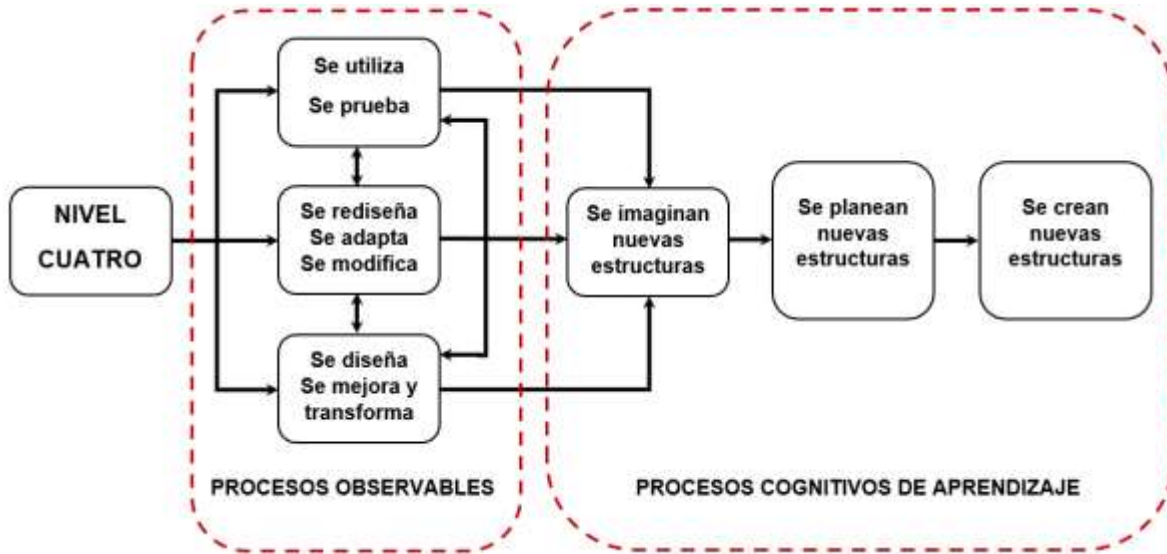 Se utiliza
Se prueba
NIVEL
CUATRO
Se rediseña
Se adapta
Se modifica
Se diseña
Se mejora y
transforma
PROCESOS OBSERVABLES
Se imaginan
nuevas
estructuras
Se planean
nuevas
estructuras
Se crean
nuevas
estructuras
PROCESOS COGNITIVOS DE APRENDIZAJE